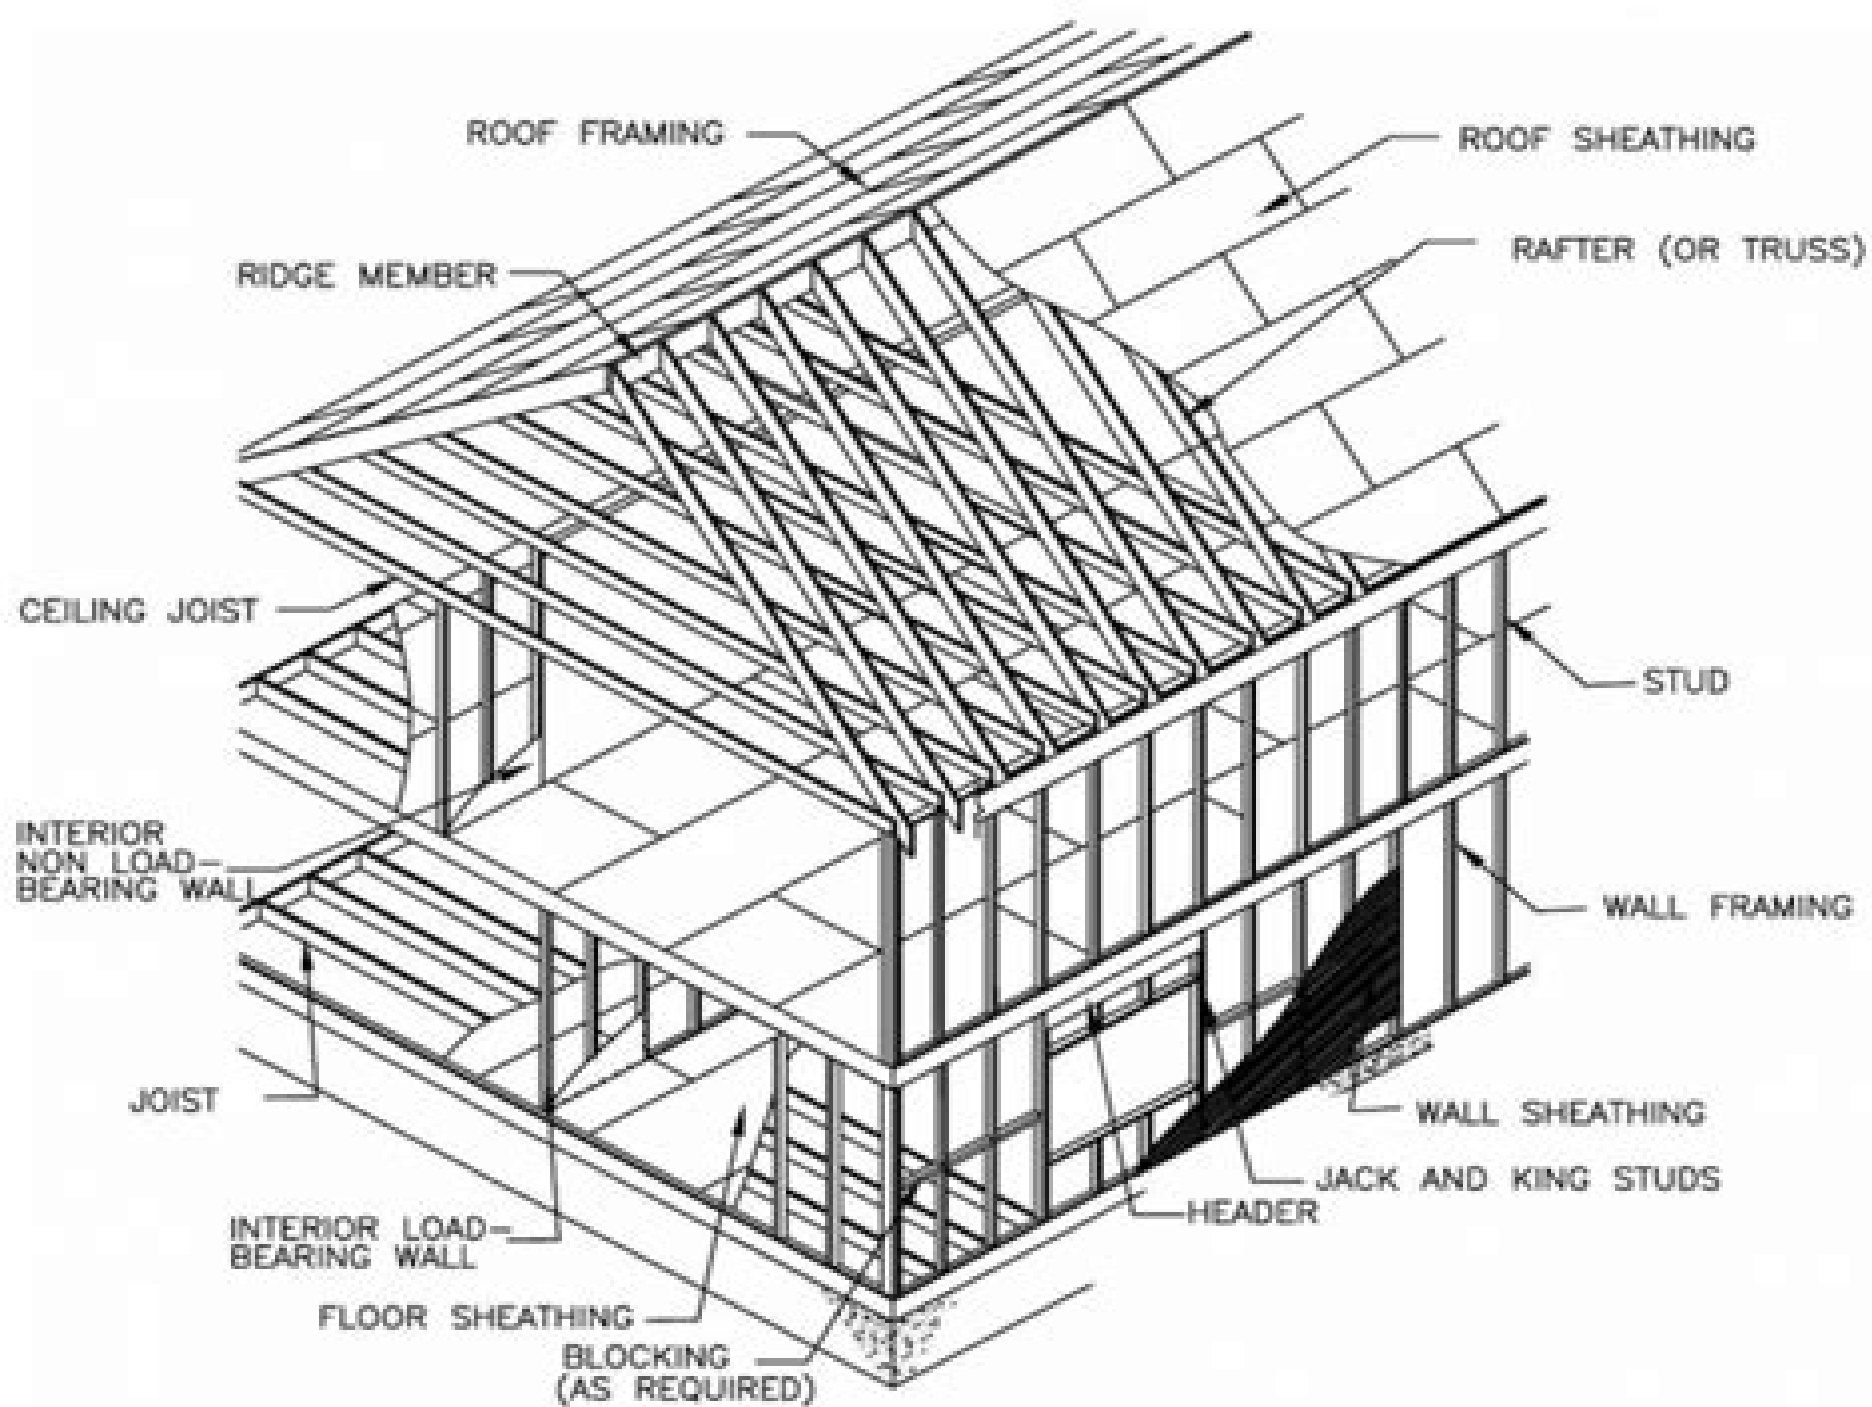 ROOF FRAMING
ROOF SHEATHING
RAFTER (OR TRUSS)
RIDGE MEMBER
CEILING JOIST
STUD
INTERIOR
NON LOAD-
BEARING WALL
WALL FRAMING
JOIST
WALL SHEATHING
JACK AND KING STUDS
HEADER
INTERIOR LOAD-
BEARING WALL
FLOOR SHEATHING
BLOCKING
(AS REQUIRED)